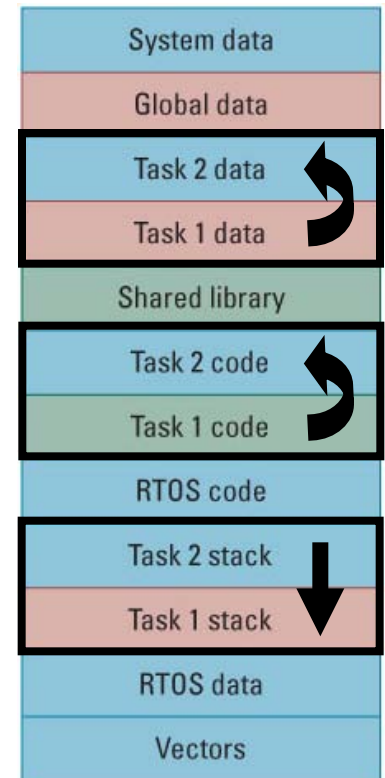 System data
Global data
Task 2 data
Task 1 data
Shared library
Task 2 code
Task 1 code
RTOS code
Task 2 stack
Task 1 stack
RTOS data
Vectors